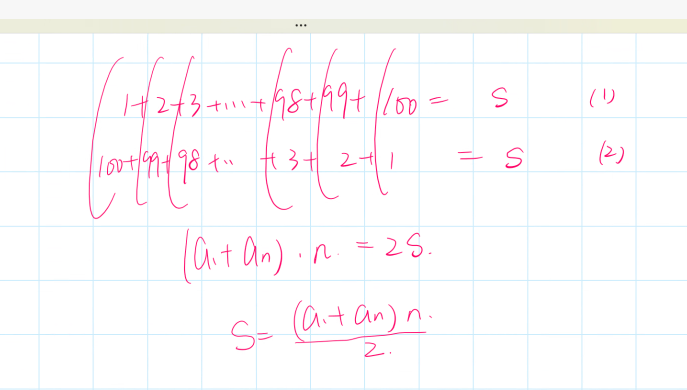 1+2+3+...+98+99+100 = S (1)
100+99+98+.. +3+2+1 = S (2)
(a₁+aₙ)·n. = 2S.
S= (a₁+aₙ)n. / 2.